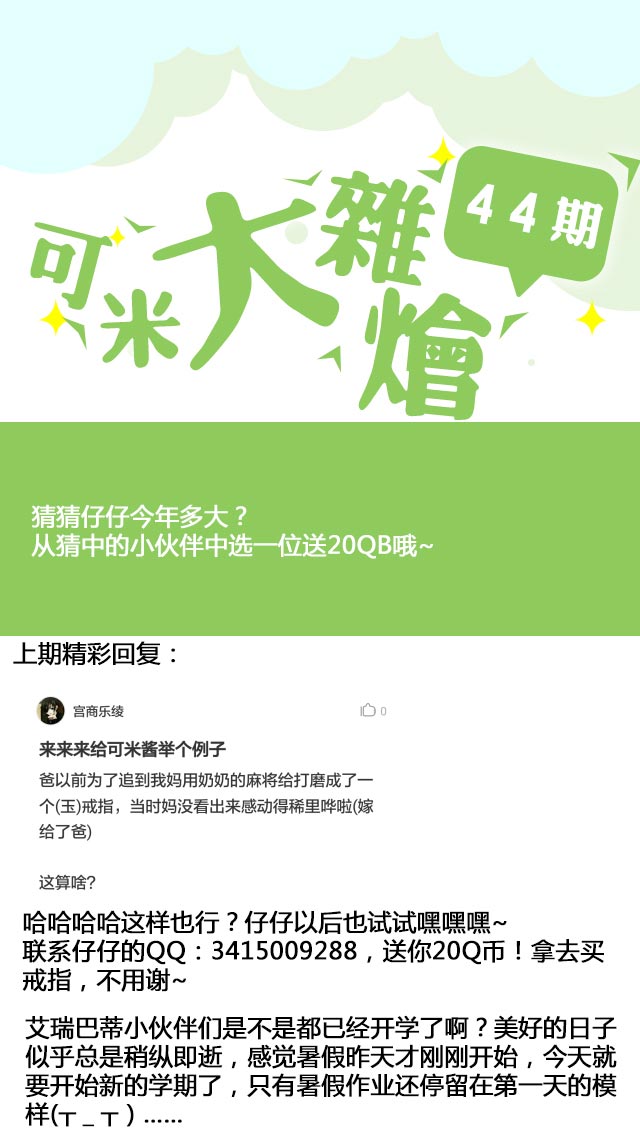 可米大雜燴
44期
猜猜仔仔今年多大？
从猜中的小伙伴中选一位送20QB哦~
上期精彩回复：
宫商乐绫
0
来来来给可米酱举个例子
爸以前为了追到我妈用奶奶的麻将给打磨成了一
个(玉)戒指，当时妈没看出来感动得稀里哗啦(嫁
给了爸)
这算啥?
哈哈哈哈这样也行？仔仔以后也试试嘿嘿嘿~
联系仔仔的QQ：3415009288，送你20Q币！拿去买
戒指，不用谢~
艾瑞巴蒂小伙伴们是不是都已经开学了啊？美好的日子
似乎总是稍纵即逝，感觉暑假昨天才刚刚开始，今天就
要开始新的学期了，只有暑假作业还停留在第一天的模
样(┬ _ ┬ ) ......